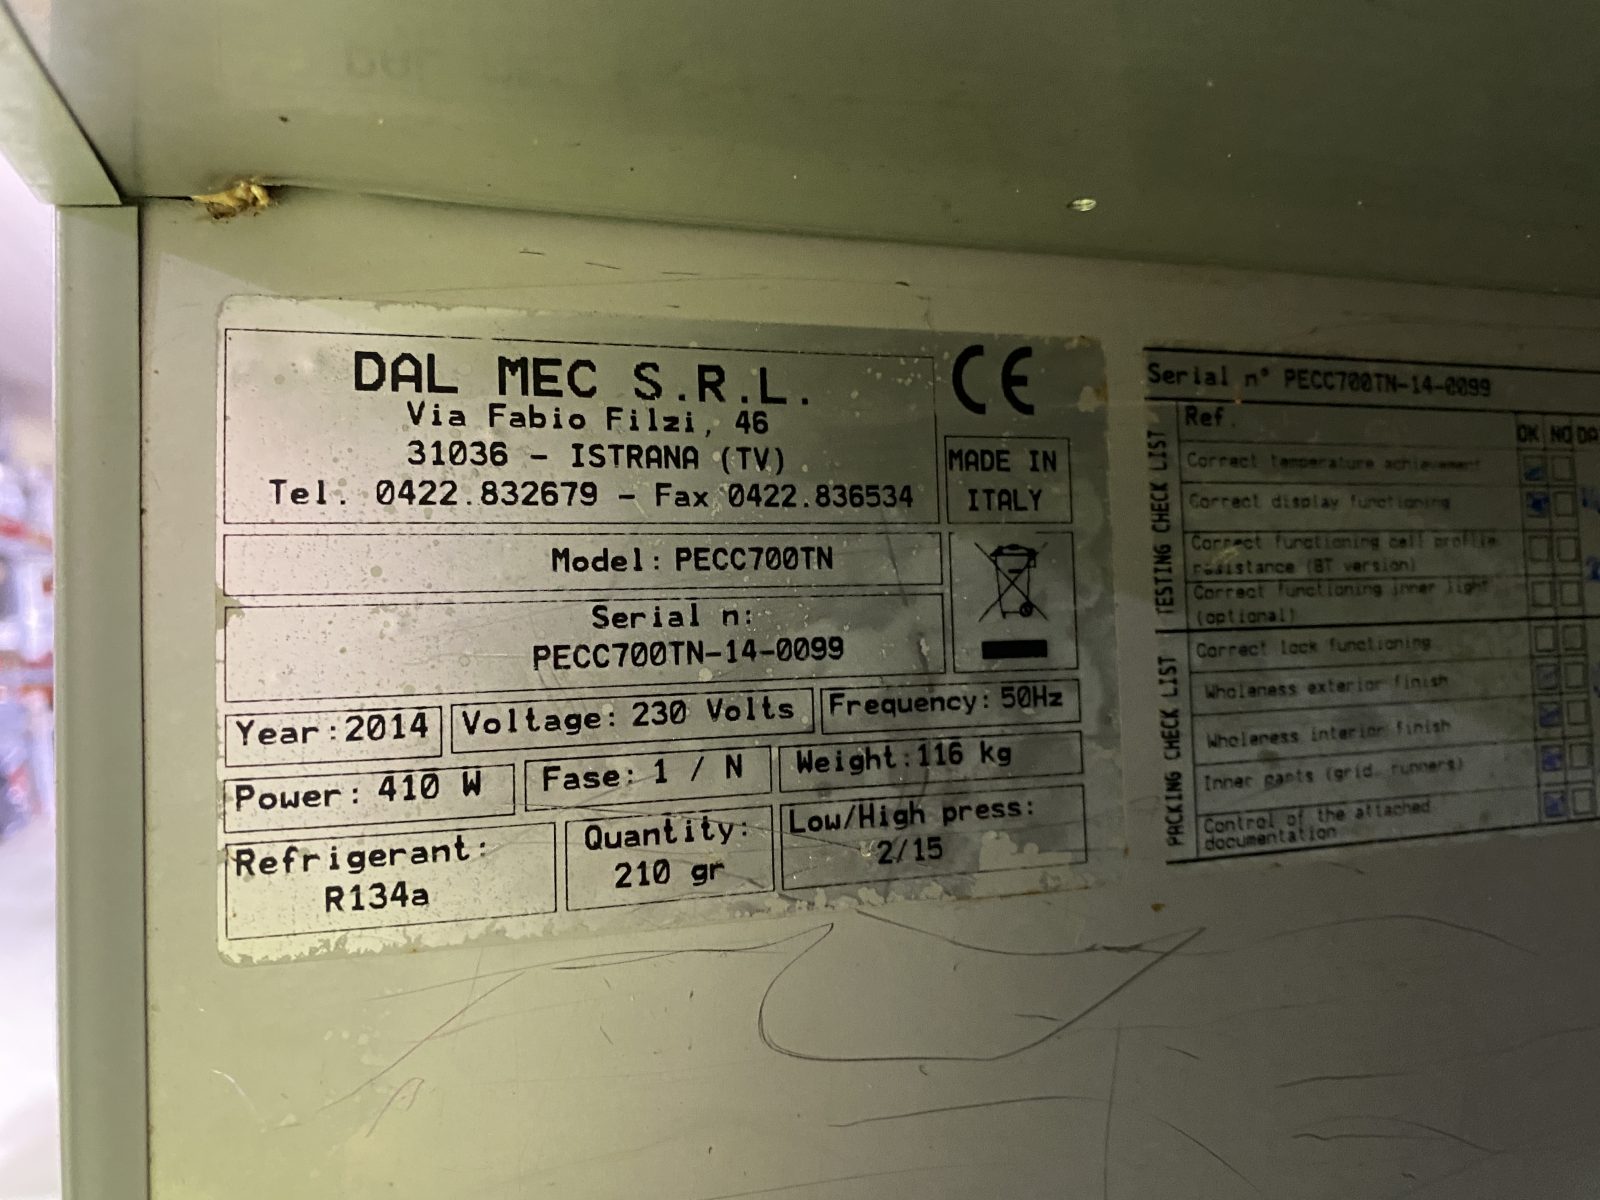 DAL MEC S.R.L.
Via Fabio Filzi, 46
31036 - ISTRANA (TV)
Tel. 0422.832679 - Fax 0422.836534
CE
MADE IN
ITALY
Model: PECC700TN
Serial n:
PECC700TN-14-0099
Year: 2014
Voltage: 230 Volts
Frequency: 50Hz
Power: 410 W
Fase: 1 / N
Weight: 116 kg
Refrigerant:
R134a
Quantity:
210 gr
Low/High press:
2/15
Serial n° PECC700TN-14-0099
TESTING CHECK LIST
Ref.
OK NO DA
Correct temperature achievement
Correct display functioning
Correct functioning cell profile
resistance (BT version)
Correct functioning inner light
(optional)
PACKING CHECK LIST
Correct lock functioning
Wholeness exterior finish
Wholeness interior finish
Inner pants (grid, runners)
Control of the attached
documentation